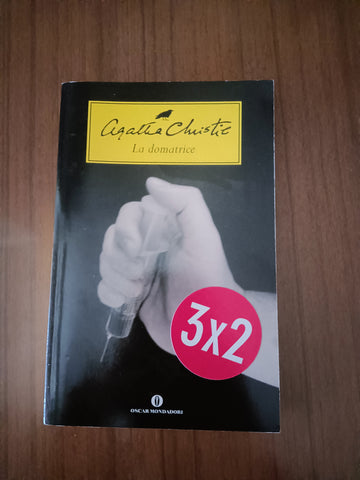 Agatha Christie
La domatrice
3x2
OSCAR MONDADORI